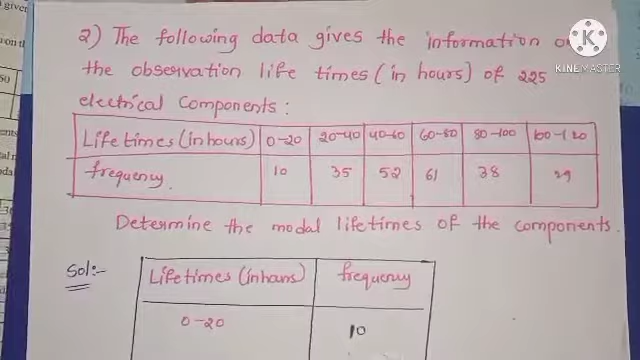 2) The following data gives the information on
the observation life times (in hours) of 225
electrical Components :
Life times (in hours) 0-20 20-40 40-60 60-80 80-100 100-120
frequency. 10 35 52 61 38 29
Determine the modal lifetimes of the components.
Sol:-
Life times (in hours) frequency
0-20 10
KINEMASTER